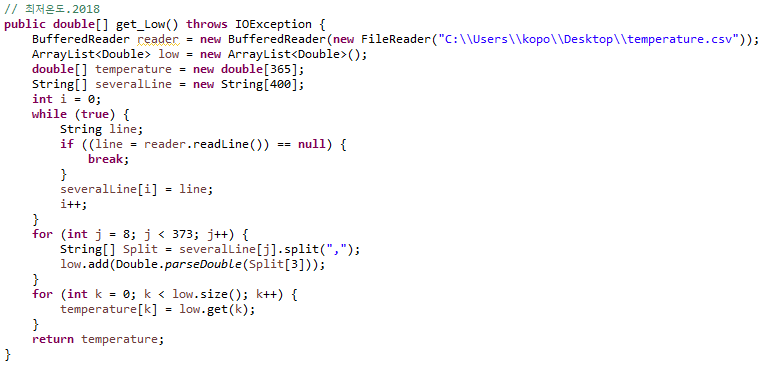 // 최저온도.2018
public double[] get_Low() throws IOException {
    BufferedReader reader = new BufferedReader(new FileReader("C:\\Users\\kopo\\Desktop\\temperature.csv"));
    ArrayList<Double> low = new ArrayList<Double>();
    double[] temperature = new double[365];
    String[] severalLine = new String[400];
    int i = 0;
    while (true) {
        String line;
        if ((line = reader.readLine()) == null) {
            break;
        }
        severalLine[i] = line;
        i++;
    }
    for (int j = 8; j < 373; j++) {
        String[] Split = severalLine[j].split(",");
        low.add(Double.parseDouble(Split[3]));
    }
    for (int k = 0; k < low.size(); k++) {
        temperature[k] = low.get(k);
    }
    return temperature;
}